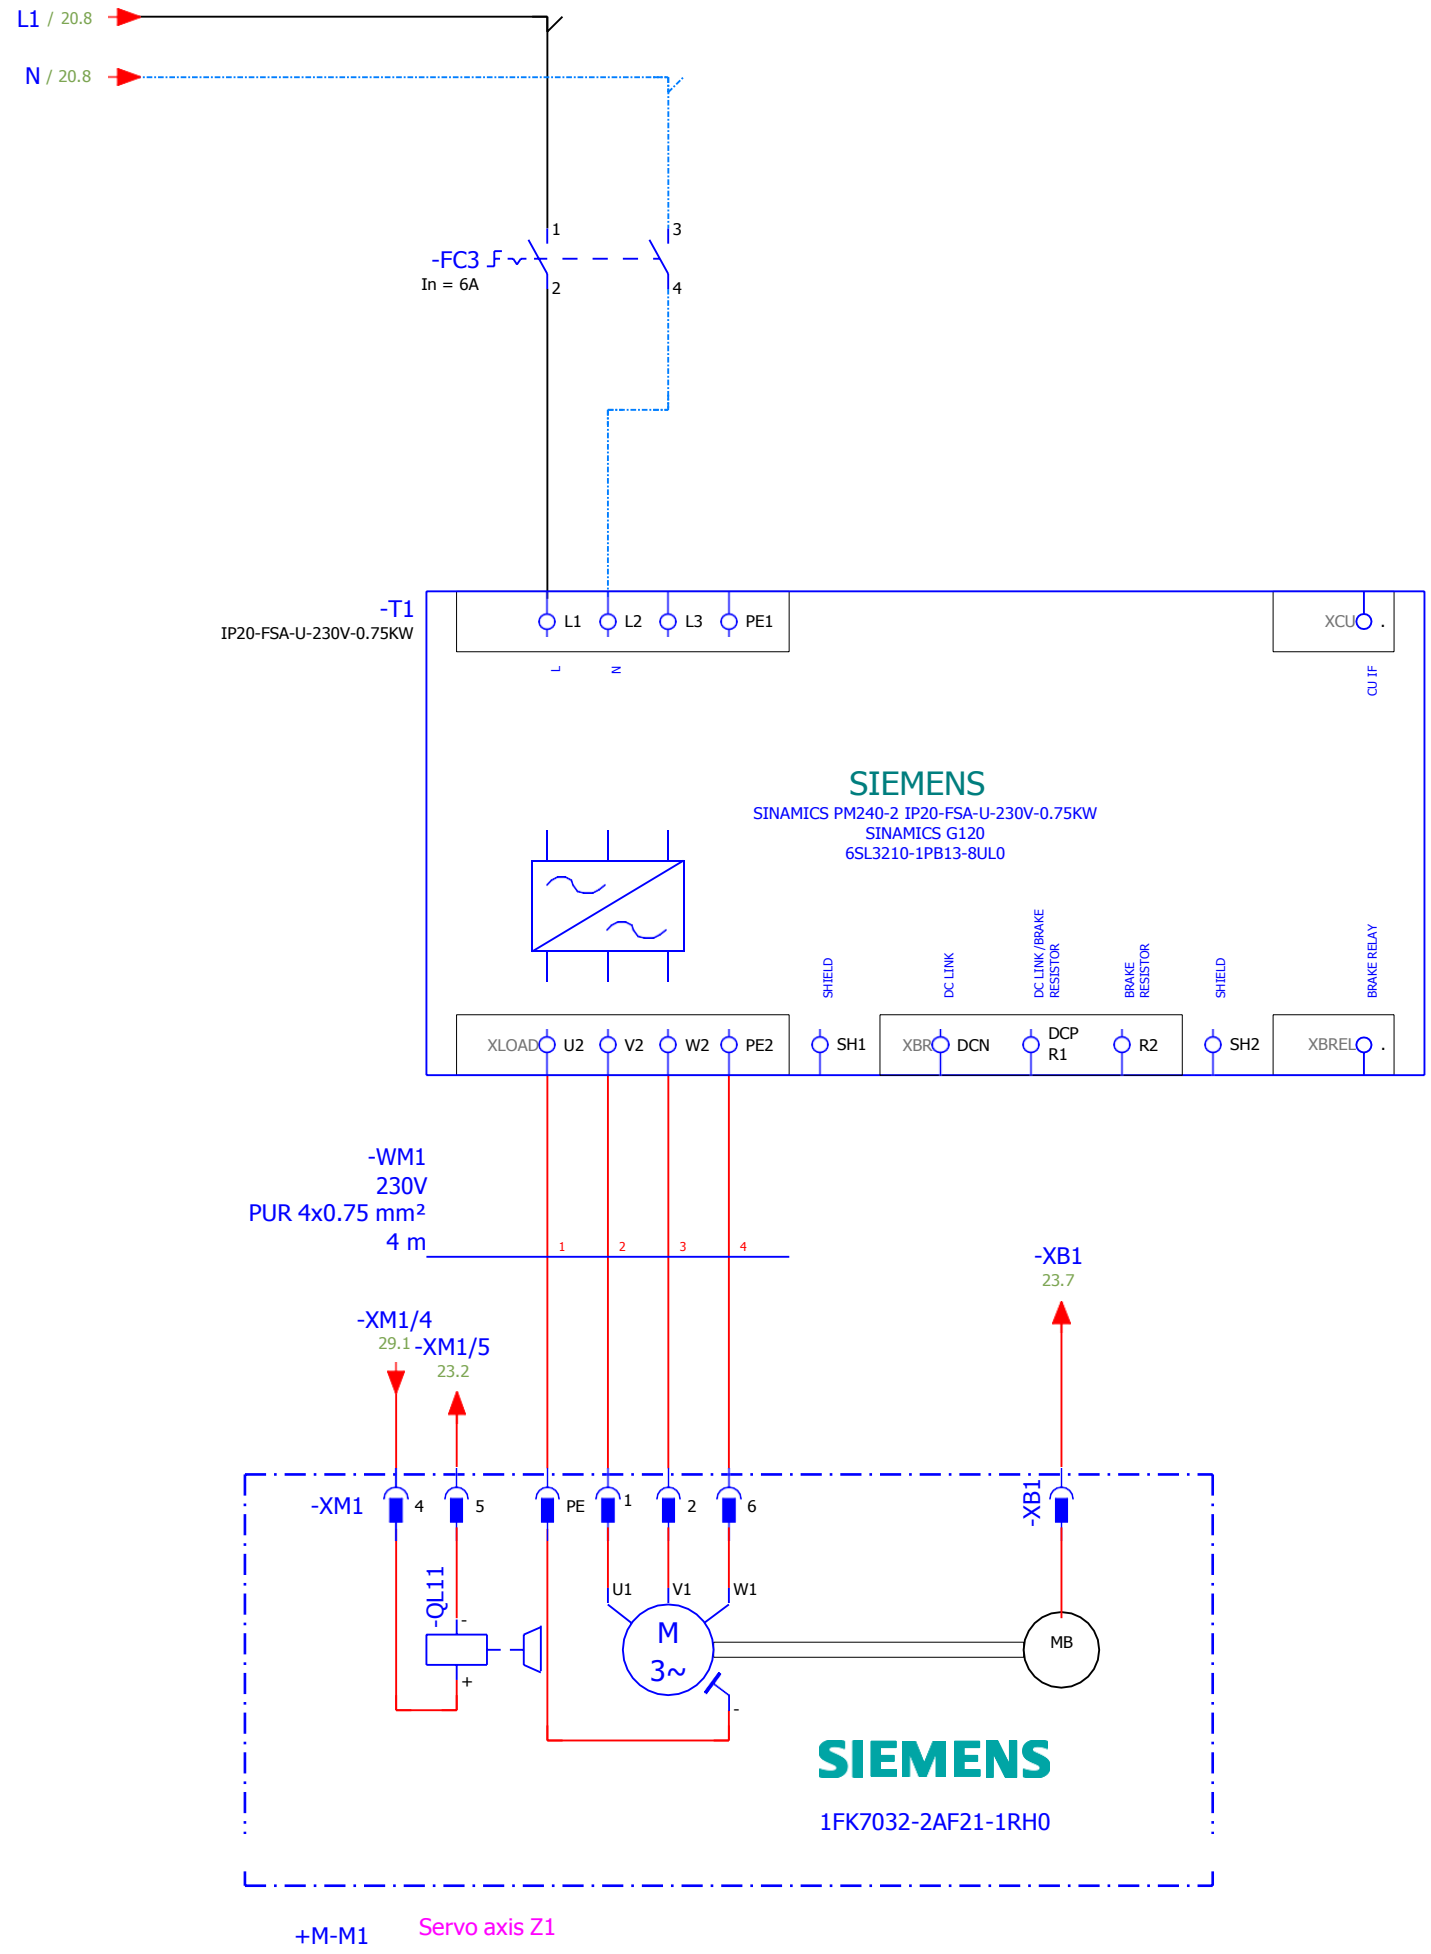 L1 / 20.8
N / 20.8
1
3
-FC3
In = 6A
2
4
-T1
IP20-FSA-U-230V-0.75KW
L1
L2
L3
PE1
XCU
.
L
N
CU IF
SIEMENS
SINAMICS PM240-2 IP20-FSA-U-230V-0.75KW
SINAMICS G120
6SL3210-1PB13-8UL0
SHIELD
DC LINK
DC LINK/BRAKE
RESISTOR
BRAKE
RESISTOR
SHIELD
BRAKE RELAY
XLOAD
U2
V2
W2
PE2
SH1
XBR
DCN
DCP
R1
R2
SH2
XBREL
.
-WM1
230V
PUR 4x0.75 mm²
4 m
1
2
3
4
-XB1
23.7
-XM1/4
29.1
-XM1/5
23.2
-XM1
4
5
PE
1
2
6
-XB1
-QL11
-
+
U1
V1
W1
M
3~
-
MB
SIEMENS
1FK7032-2AF21-1RH0
+M-M1
Servo axis Z1